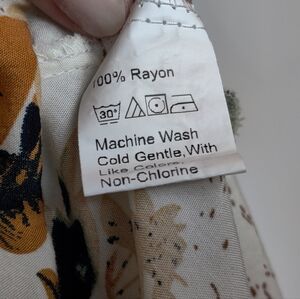 100% Rayon
30°
Machine Wash
Cold Gentle, With
Like Colors,
Non-Chlorine